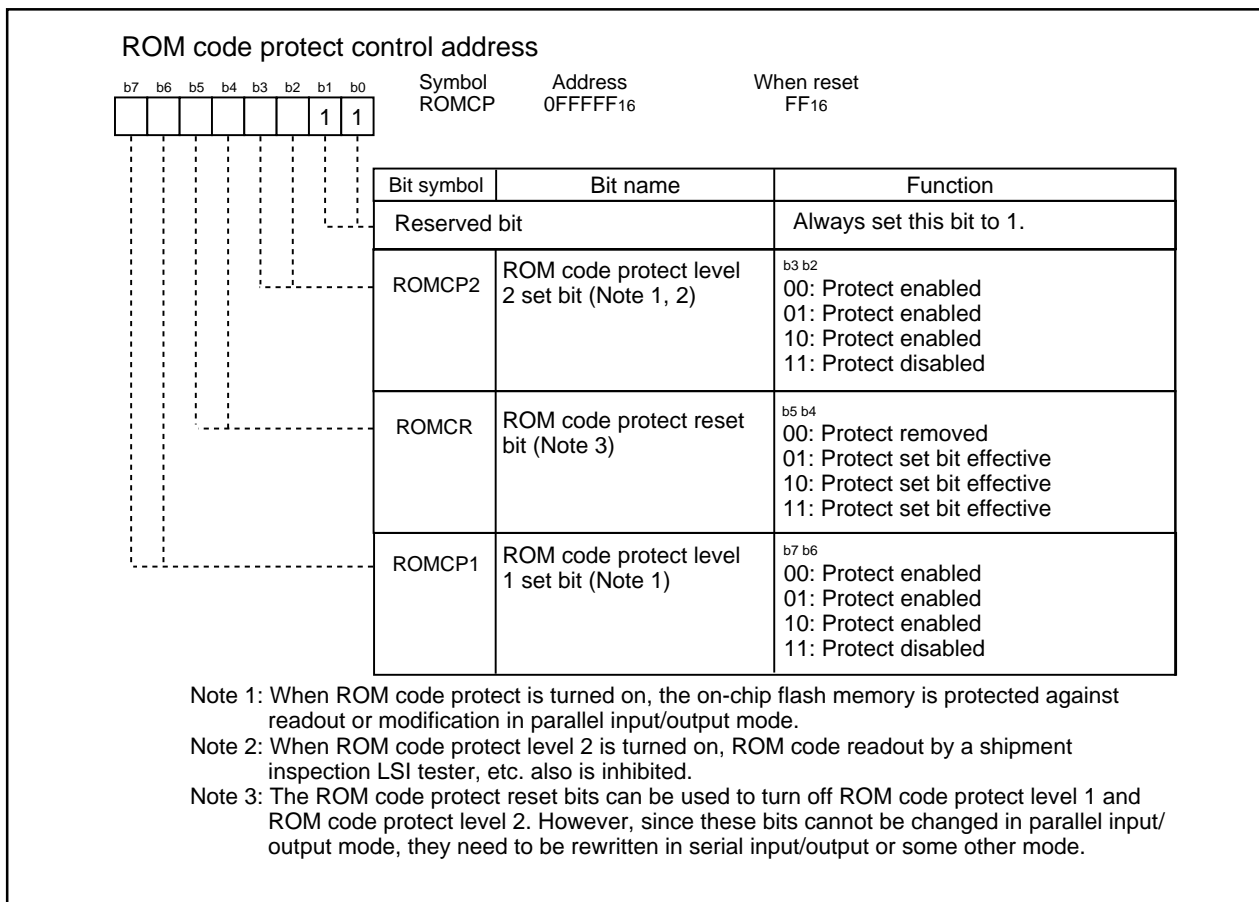 ROM code protect control address
b7 b6 b5 b4 b3 b2 b1 b0
Symbol Address When reset
ROMCP 0FFFFF16 FF16
1 1
Bit symbol Bit name Function
Reserved bit Always set this bit to 1.
ROMCP2 ROM code protect level
2 set bit (Note 1, 2)
b3 b2
00: Protect enabled
01: Protect enabled
10: Protect enabled
11: Protect disabled
ROMCR ROM code protect reset
bit (Note 3)
b5 b4
00: Protect removed
01: Protect set bit effective
10: Protect set bit effective
11: Protect set bit effective
ROMCP1 ROM code protect level
1 set bit (Note 1)
b7 b6
00: Protect enabled
01: Protect enabled
10: Protect enabled
11: Protect disabled
Note 1: When ROM code protect is turned on, the on-chip flash memory is protected against
readout or modification in parallel input/output mode.
Note 2: When ROM code protect level 2 is turned on, ROM code readout by a shipment
inspection LSI tester, etc. also is inhibited.
Note 3: The ROM code protect reset bits can be used to turn off ROM code protect level 1 and
ROM code protect level 2. However, since these bits cannot be changed in parallel input/
output mode, they need to be rewritten in serial input/output or some other mode.